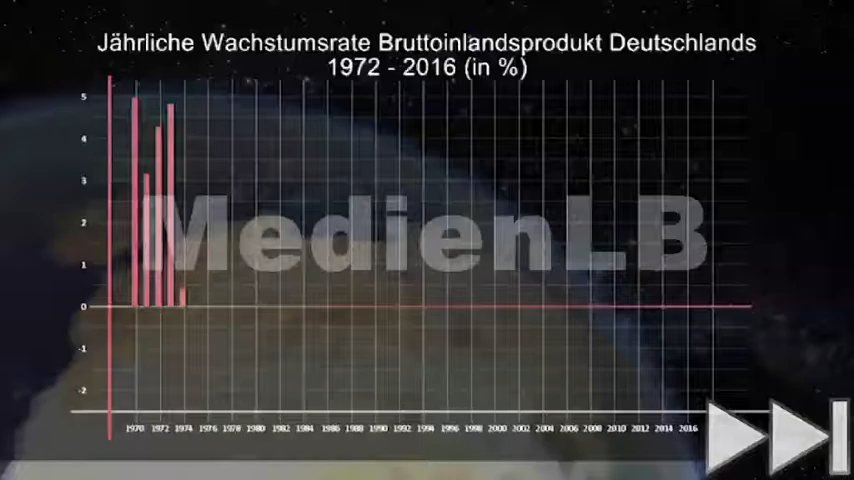 Jährliche Wachstumsrate Bruttoinlandsprodukt Deutschlands
1972 - 2016 (in %)
5
4
3
2
MedienLB
1
0
-1
-2
1970 1972 1974 1976 1978 1980 1982 1984 1986 1988 1990 1992 1994 1996 1998 2000 2002 2004 2006 2008 2010 2012 2014 2016